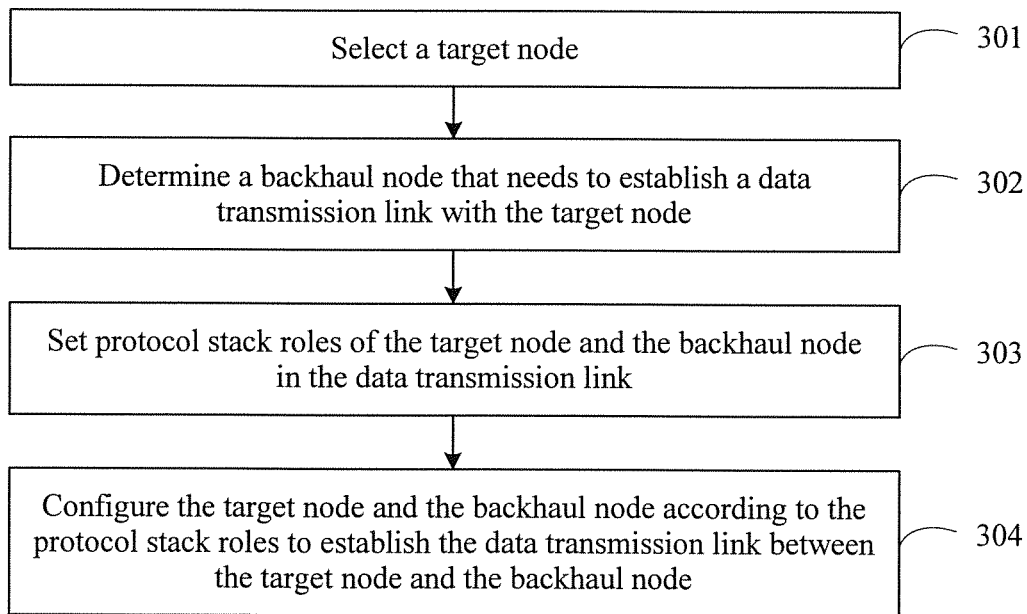 Select a target node
301
Determine a backhaul node that needs to establish a data
transmission link with the target node
302
Set protocol stack roles of the target node and the backhaul node
in the data transmission link
303
Configure the target node and the backhaul node according to the
protocol stack roles to establish the data transmission link between
the target node and the backhaul node
304